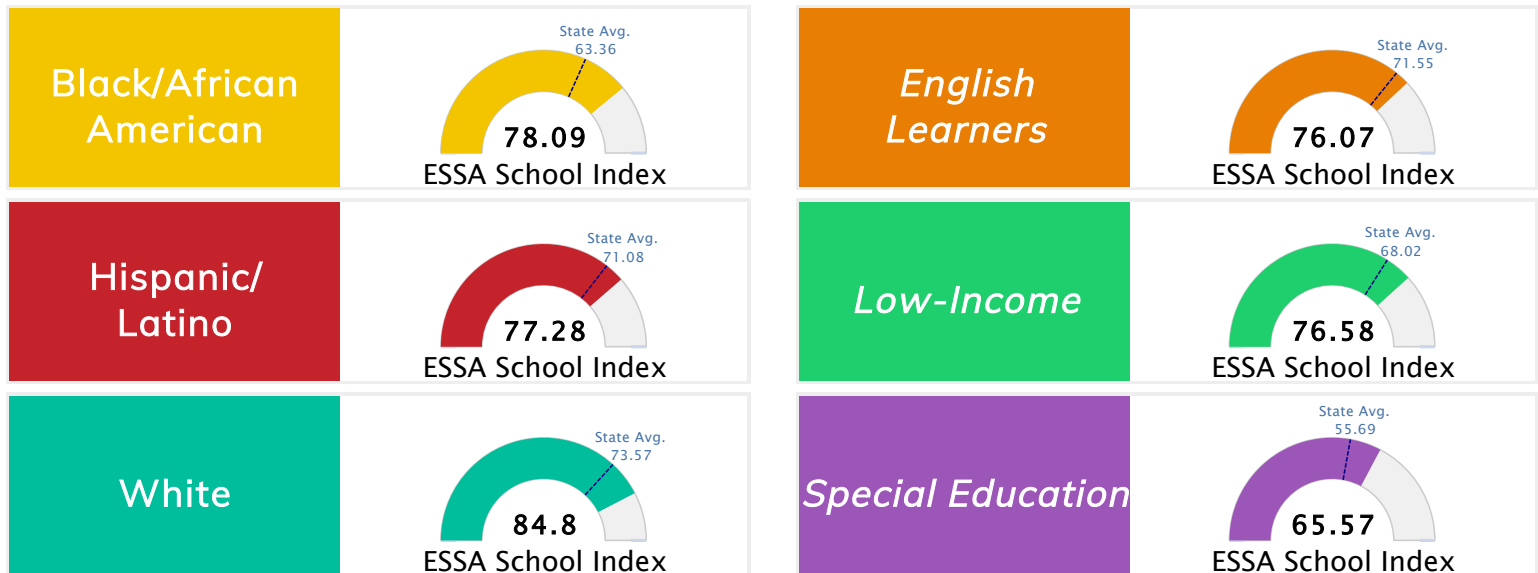 Black/African
American
State Avg.
63.36
78.09
ESSA School Index
English
Learners
State Avg.
71.55
76.07
ESSA School Index
Hispanic/
Latino
State Avg.
71.08
77.28
ESSA School Index
Low-Income
State Avg.
68.02
76.58
ESSA School Index
White
State Avg.
73.57
84.8
ESSA School Index
Special Education
State Avg.
55.69
65.57
ESSA School Index